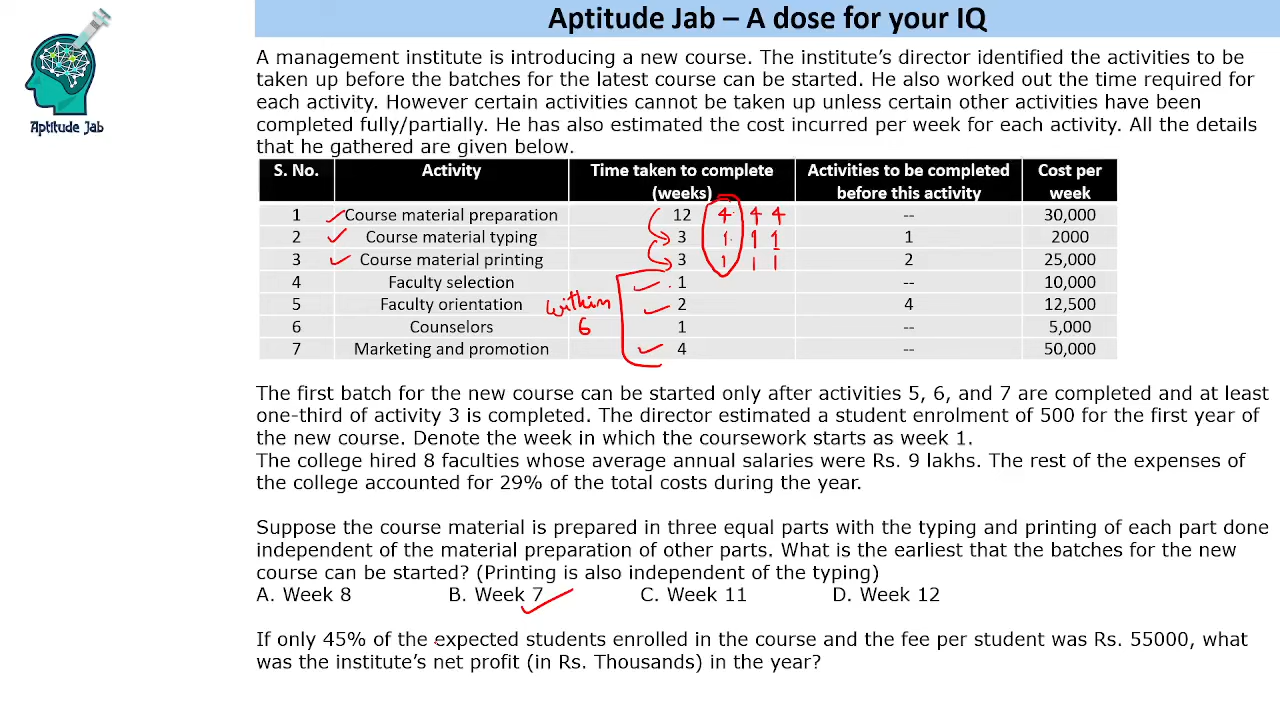 Aptitude Jab – A dose for your IQ
Aptitude Jab
A management institute is introducing a new course. The institute's director identified the activities to be
taken up before the batches for the latest course can be started. He also worked out the time required for
each activity. However certain activities cannot be taken up unless certain other activities have been
completed fully/partially. He has also estimated the cost incurred per week for each activity. All the details
that he gathered are given below.
S. No. Activity Time taken to complete (weeks) Activities to be completed before this activity Cost per week
1 Course material preparation 12 4 4 4 -- 30,000
2 Course material typing 3 1 1 1 1 2000
3 Course material printing 3 1 1 1 2 25,000
4 Faculty selection 1 -- 10,000
5 Faculty orientation within 2 4 12,500
6 Counselors 6 1 -- 5,000
7 Marketing and promotion 4 -- 50,000
The first batch for the new course can be started only after activities 5, 6, and 7 are completed and at least
one-third of activity 3 is completed. The director estimated a student enrolment of 500 for the first year of
the new course. Denote the week in which the coursework starts as week 1.
The college hired 8 faculties whose average annual salaries were Rs. 9 lakhs. The rest of the expenses of
the college accounted for 29% of the total costs during the year.
Suppose the course material is prepared in three equal parts with the typing and printing of each part done
independent of the material preparation of other parts. What is the earliest that the batches for the new
course can be started? (Printing is also independent of the typing)
A. Week 8 B. Week 7 C. Week 11 D. Week 12
If only 45% of the expected students enrolled in the course and the fee per student was Rs. 55000, what
was the institute's net profit (in Rs. Thousands) in the year?